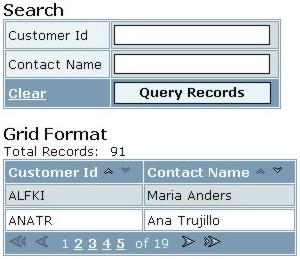 Search
Customer Id
Contact Name
Clear Query Records
Grid Format
Total Records: 91
Customer Id Contact Name
ALFKI Maria Anders
ANATR Ana Trujillo
1 2 3 4 5 of 19